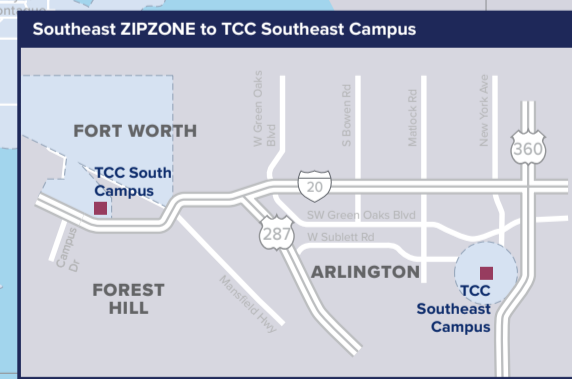 Southeast ZIPZONE to TCC Southeast Campus
FORT WORTH
TCC South
Campus
Campus
Dr
FOREST
HILL
Mansfield Hwy
W Green Oaks
Blvd
S Bowen Rd
Matlock Rd
New York Ave
360
20
287
SW Green Oaks Blvd
W Sublett Rd
ARLINGTON
TCC
Southeast
Campus